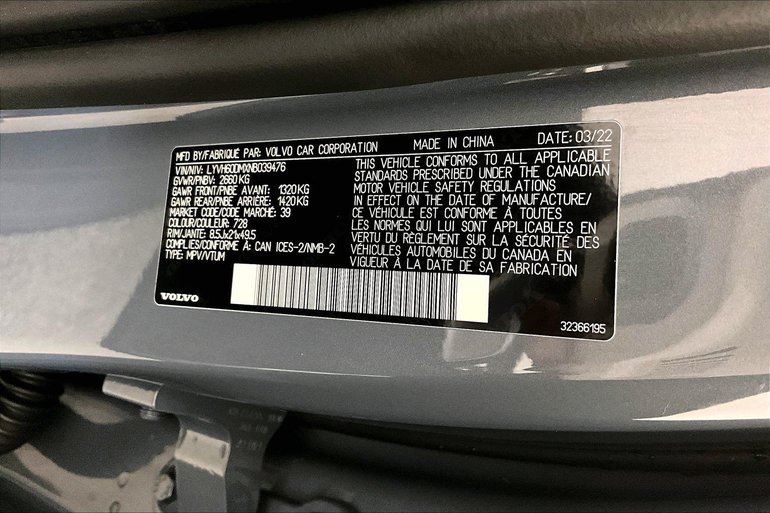 MFD BY/FABRIQUÉ PAR: VOLVO CAR CORPORATION MADE IN CHINA DATE: 03/22
VIN/NIV: LYVH60DMXNB039476
GVWR/PNBV: 2660 KG
GAWR FRONT/PNBE AVANT: 1320 KG
GAWR REAR/PNBE ARRIÈRE: 1420 KG
MARKET CODE/CODE MARCHÉ: 39
COLOUR/COULEUR: 728
RIM/JANTE: 8.5Jx21x49.5
COMPLIES/CONFORME À: CAN ICES-2/NMB-2
TYPE: MPV/VTUM
THIS VEHICLE CONFORMS TO ALL APPLICABLE
STANDARDS PRESCRIBED UNDER THE CANADIAN
MOTOR VEHICLE SAFETY REGULATIONS
IN EFFECT ON THE DATE OF MANUFACTURE/
CE VÉHICULE EST CONFORME À TOUTES
LES NORMES QUI LUI SONT APPLICABLES EN
VERTU DU RÈGLEMENT SUR LA SÉCURITÉ DES
VÉHICULES AUTOMOBILES DU CANADA EN
VIGUEUR À LA DATE DE SA FABRICATION
VOLVO
32366195